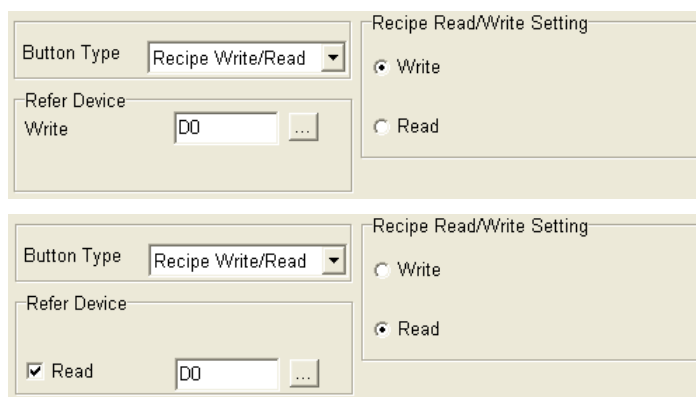 Recipe Read/Write Setting
Button Type Recipe Write/Read
Write
Refer Device
Write D0 ...
Read
Recipe Read/Write Setting
Button Type Recipe Write/Read
Write
Refer Device
Read
Read D0 ...